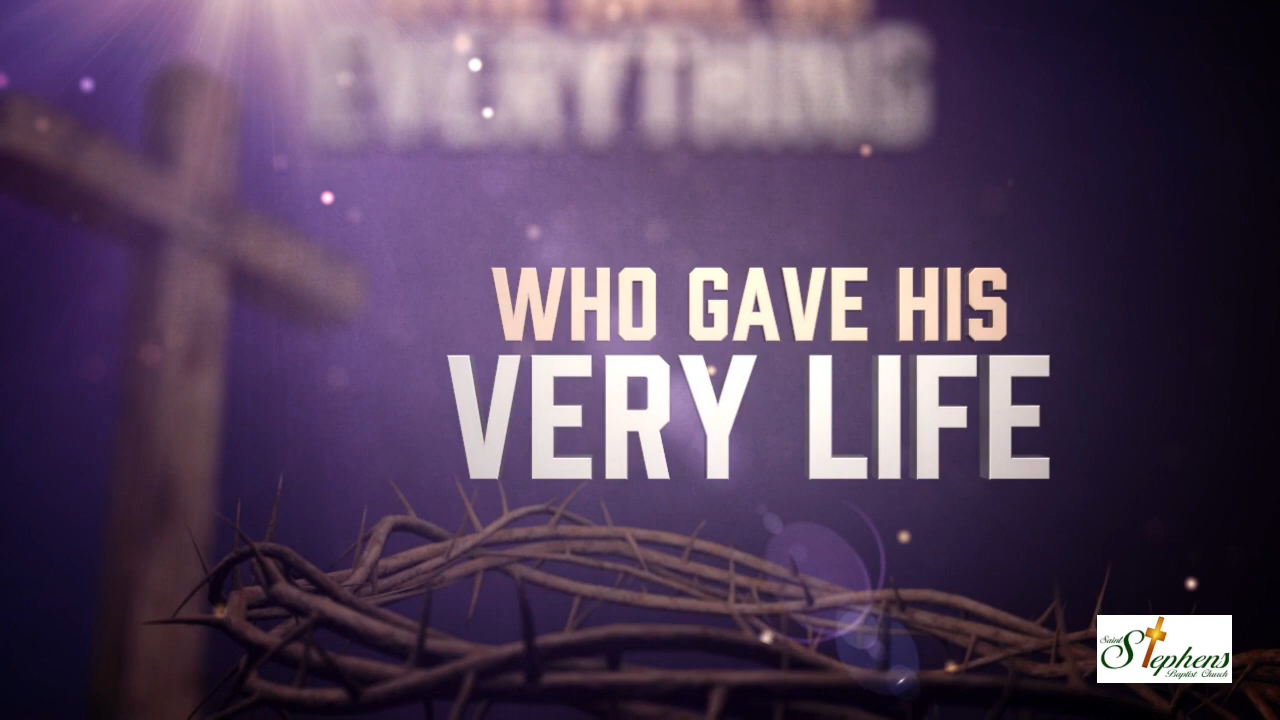 EVERYTHING
WHO GAVE HIS
VERY LIFE
Saint
Stephens
Baptist Church